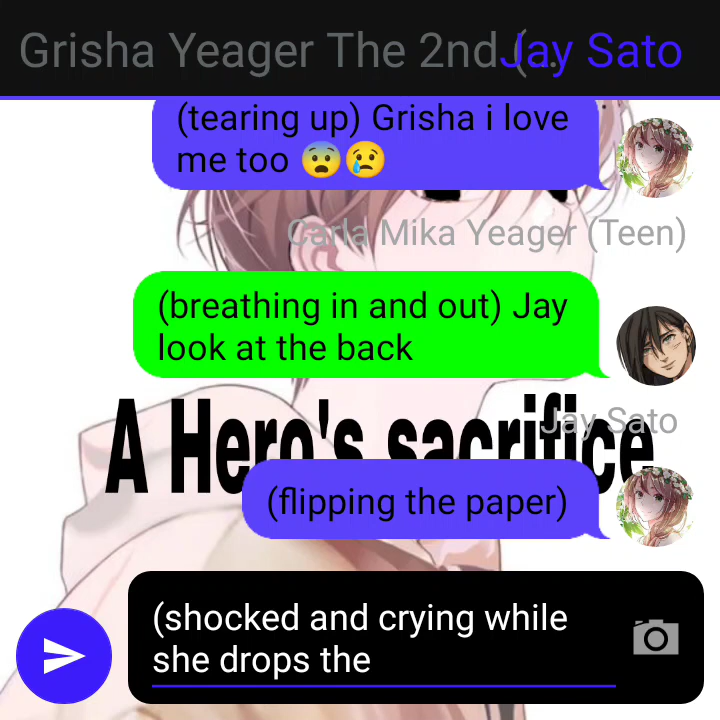 Grisha Yeager The 2nd (. Jay Sato
(tearing up) Grisha i love
me too 😨😢
Carla Mika Yeager (Teen)
(breathing in and out) Jay
look at the back
Jay Sato
A Hero's sacrifice
(flipping the paper)
(shocked and crying while
she drops the